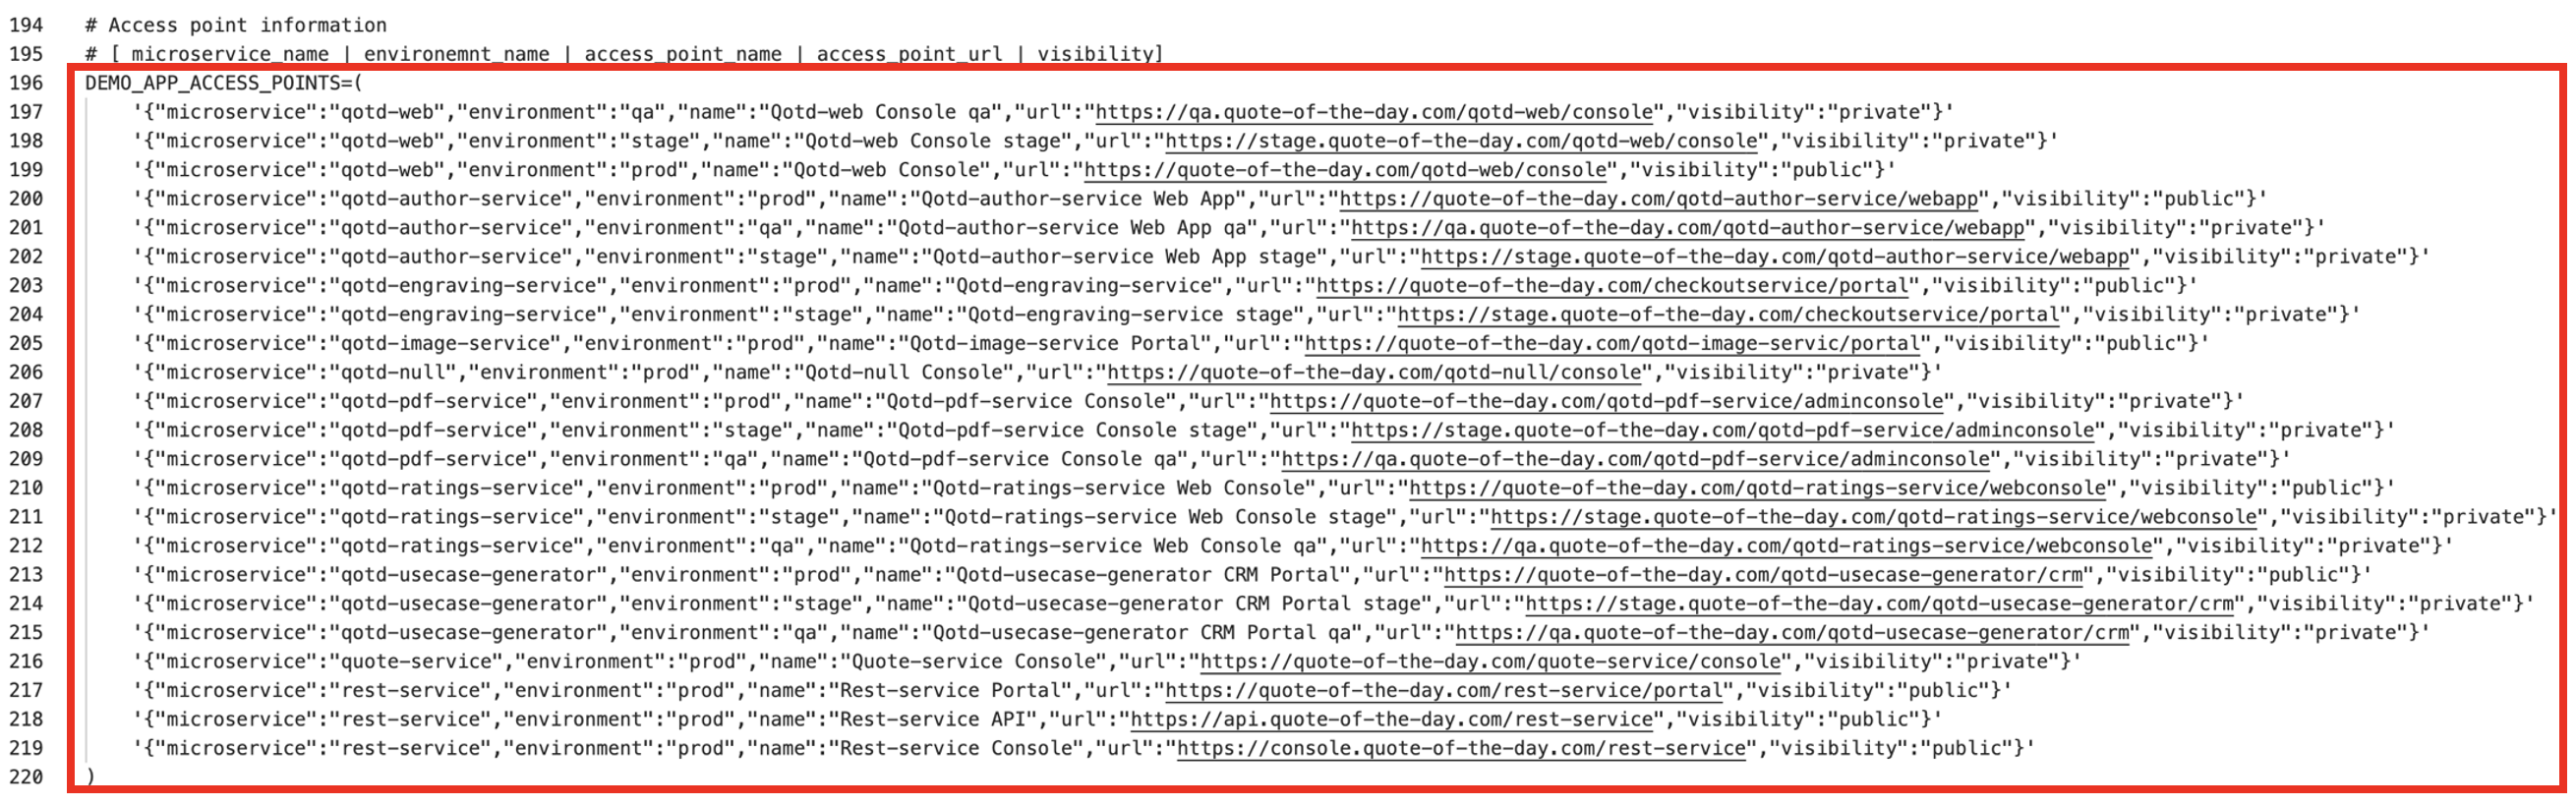 194 # Access point information
195 # [ microservice_name | environemnt_name | access_point_name | access_point_url | visibility]
196 DEMO_APP_ACCESS_POINTS=(
197 '{"microservice":"qotd-web","environment":"qa","name":"Qotd-web Console qa","url":"https://qa.quote-of-the-day.com/qotd-web/console","visibility":"private"}'
198 '{"microservice":"qotd-web","environment":"stage","name":"Qotd-web Console stage","url":"https://stage.quote-of-the-day.com/qotd-web/console","visibility":"private"}'
199 '{"microservice":"qotd-web","environment":"prod","name":"Qotd-web Console","url":"https://quote-of-the-day.com/qotd-web/console","visibility":"public"}'
200 '{"microservice":"qotd-author-service","environment":"prod","name":"Qotd-author-service Web App","url":"https://quote-of-the-day.com/qotd-author-service/webapp","visibility":"public"}'
201 '{"microservice":"qotd-author-service","environment":"qa","name":"Qotd-author-service Web App qa","url":"https://qa.quote-of-the-day.com/qotd-author-service/webapp","visibility":"private"}'
202 '{"microservice":"qotd-author-service","environment":"stage","name":"Qotd-author-service Web App stage","url":"https://stage.quote-of-the-day.com/qotd-author-service/webapp","visibility":"private"}'
203 '{"microservice":"qotd-engraving-service","environment":"prod","name":"Qotd-engraving-service","url":"https://quote-of-the-day.com/checkoutservice/portal","visibility":"public"}'
204 '{"microservice":"qotd-engraving-service","environment":"stage","name":"Qotd-engraving-service stage","url":"https://stage.quote-of-the-day.com/checkoutservice/portal","visibility":"private"}'
205 '{"microservice":"qotd-image-service","environment":"prod","name":"Qotd-image-service Portal","url":"https://quote-of-the-day.com/qotd-image-servic/portal","visibility":"public"}'
206 '{"microservice":"qotd-null","environment":"prod","name":"Qotd-null Console","url":"https://quote-of-the-day.com/qotd-null/console","visibility":"private"}'
207 '{"microservice":"qotd-pdf-service","environment":"prod","name":"Qotd-pdf-service Console","url":"https://quote-of-the-day.com/qotd-pdf-service/adminconsole","visibility":"private"}'
208 '{"microservice":"qotd-pdf-service","environment":"stage","name":"Qotd-pdf-service Console stage","url":"https://stage.quote-of-the-day.com/qotd-pdf-service/adminconsole","visibility":"private"}'
209 '{"microservice":"qotd-pdf-service","environment":"qa","name":"Qotd-pdf-service Console qa","url":"https://qa.quote-of-the-day.com/qotd-pdf-service/adminconsole","visibility":"private"}'
210 '{"microservice":"qotd-ratings-service","environment":"prod","name":"Qotd-ratings-service Web Console","url":"https://quote-of-the-day.com/qotd-ratings-service/webconsole","visibility":"public"}'
211 '{"microservice":"qotd-ratings-service","environment":"stage","name":"Qotd-ratings-service Web Console stage","url":"https://stage.quote-of-the-day.com/qotd-ratings-service/webconsole","visibility":"private"}'
212 '{"microservice":"qotd-ratings-service","environment":"qa","name":"Qotd-ratings-service Web Console qa","url":"https://qa.quote-of-the-day.com/qotd-ratings-service/webconsole","visibility":"private"}'
213 '{"microservice":"qotd-usecase-generator","environment":"prod","name":"Qotd-usecase-generator CRM Portal","url":"https://quote-of-the-day.com/qotd-usecase-generator/crm","visibility":"public"}'
214 '{"microservice":"qotd-usecase-generator","environment":"stage","name":"Qotd-usecase-generator CRM Portal stage","url":"https://stage.quote-of-the-day.com/qotd-usecase-generator/crm","visibility":"private"}'
215 '{"microservice":"qotd-usecase-generator","environment":"qa","name":"Qotd-usecase-generator CRM Portal qa","url":"https://qa.quote-of-the-day.com/qotd-usecase-generator/crm","visibility":"private"}'
216 '{"microservice":"quote-service","environment":"prod","name":"Quote-service Console","url":"https://quote-of-the-day.com/quote-service/console","visibility":"private"}'
217 '{"microservice":"rest-service","environment":"prod","name":"Rest-service Portal","url":"https://quote-of-the-day.com/rest-service/portal","visibility":"public"}'
218 '{"microservice":"rest-service","environment":"prod","name":"Rest-service API","url":"https://api.quote-of-the-day.com/rest-service","visibility":"public"}'
219 '{"microservice":"rest-service","environment":"prod","name":"Rest-service Console","url":"https://console.quote-of-the-day.com/rest-service","visibility":"public"}'
220 )